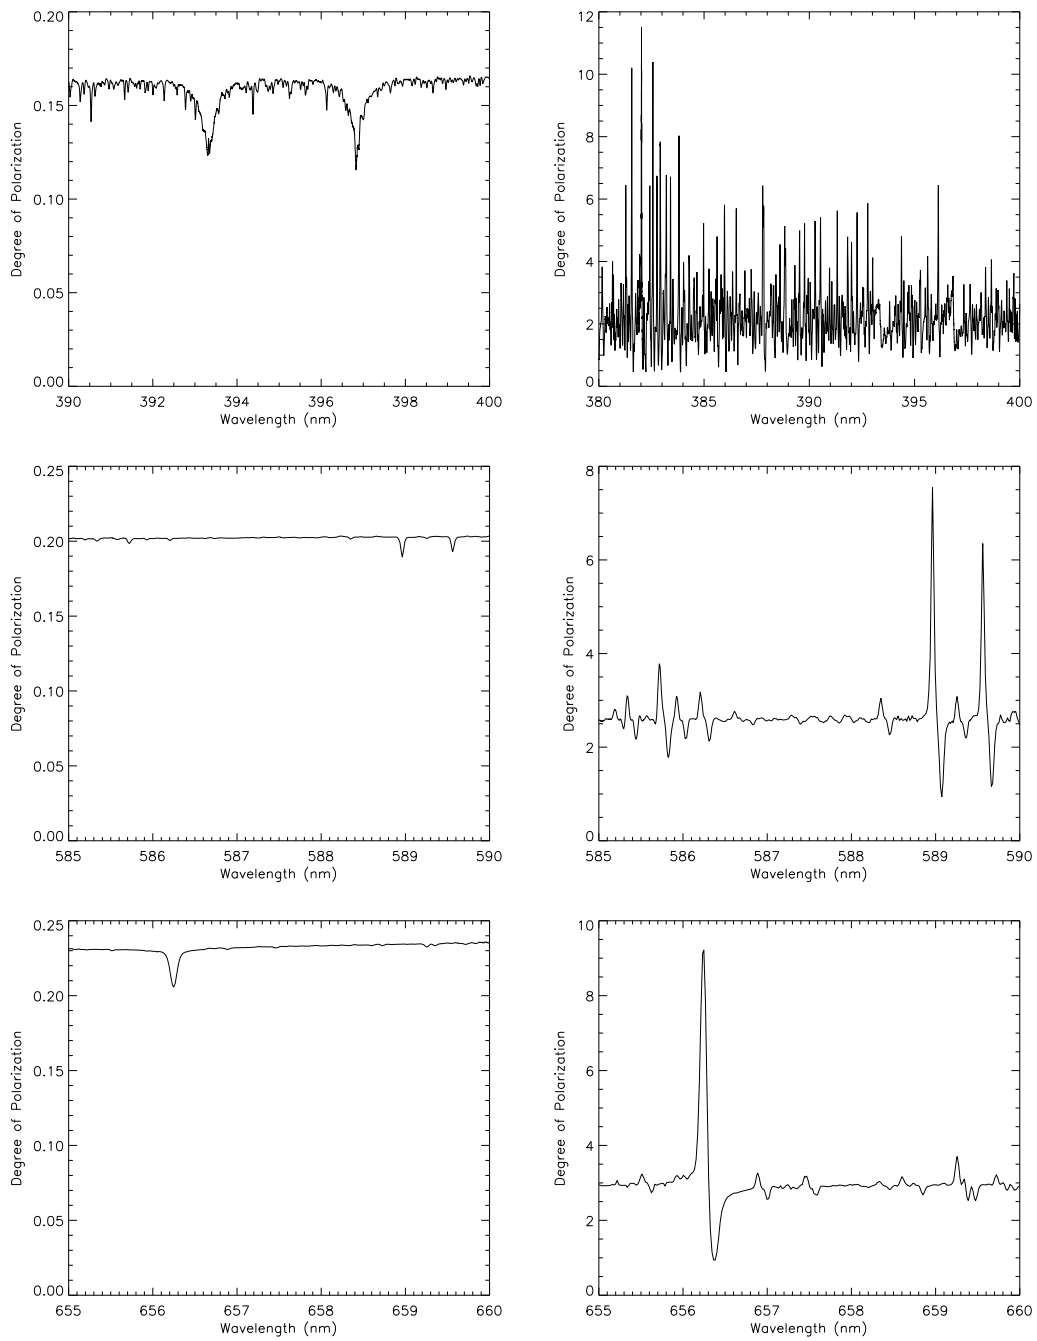 0.20
0.15
0.10
0.05
0.00
Degree of Polarization
390 392 394 396 398 400
Wavelength (nm)
12
10
8
6
4
2
0
Degree of Polarization
380 385 390 395 400
Wavelength (nm)
0.25
0.20
0.15
0.10
0.05
0.00
Degree of Polarization
585 586 587 588 589 590
Wavelength (nm)
8
6
4
2
0
Degree of Polarization
585 586 587 588 589 590
Wavelength (nm)
0.25
0.20
0.15
0.10
0.05
0.00
Degree of Polarization
655 656 657 658 659 660
Wavelength (nm)
10
8
6
4
2
0
Degree of Polarization
655 656 657 658 659 660
Wavelength (nm)